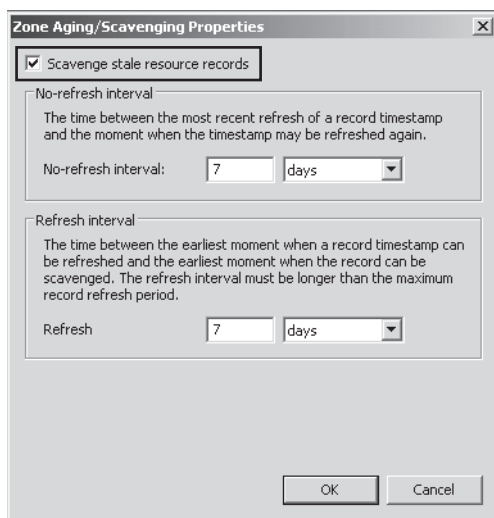 Zone Aging/Scavenging Properties
Scavenge stale resource records
No-refresh interval
The time between the most recent refresh of a record timestamp
and the moment when the timestamp may be refreshed again.
No-refresh interval: 7 days
Refresh interval
The time between the earliest moment when a record timestamp can
be refreshed and the earliest moment when the record can be
scavenged. The refresh interval must be longer than the maximum
record refresh period.
Refresh 7 days
OK Cancel